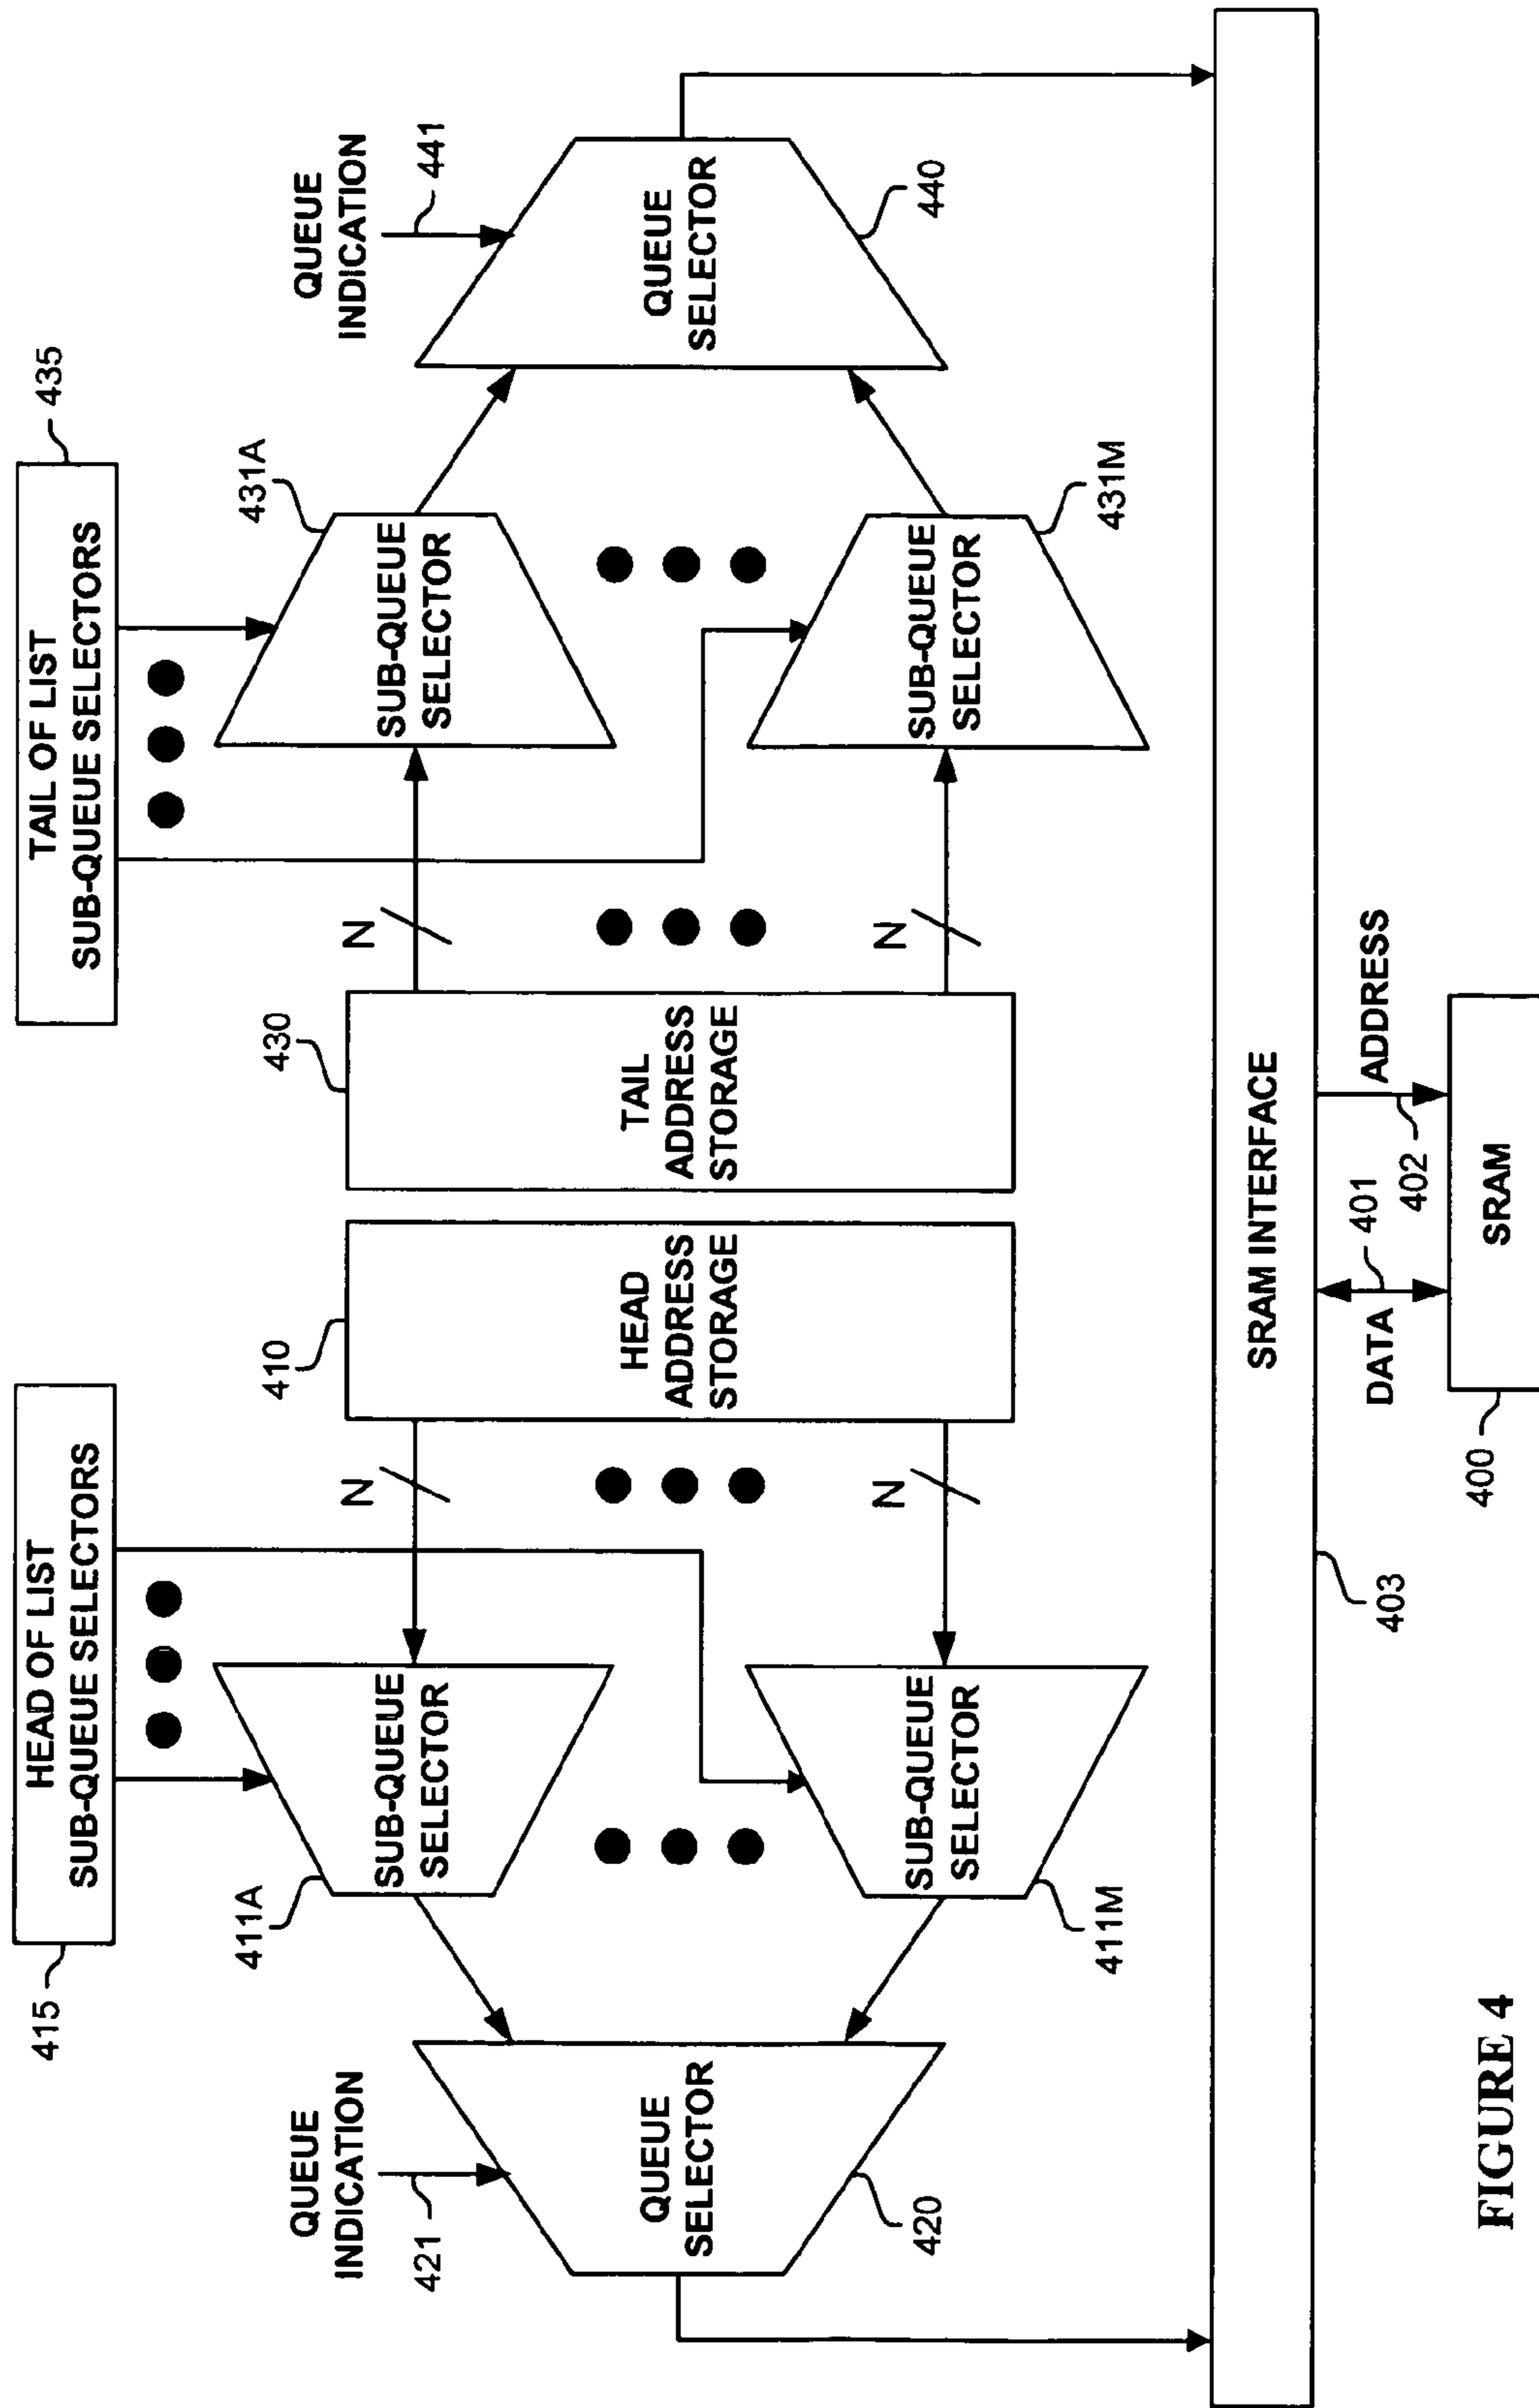 415
HEAD OF LIST
SUB-QUEUE SELECTORS
TAIL OF LIST
SUB-QUEUE SELECTORS
435
QUEUE
INDICATION
421
411A
SUB-QUEUE
SELECTOR
N
410
430
N
SUB-QUEUE
SELECTOR
431A
QUEUE
INDICATION
441
QUEUE
SELECTOR
420
HEAD
ADDRESS
STORAGE
TAIL
ADDRESS
STORAGE
QUEUE
SELECTOR
440
SUB-QUEUE
SELECTOR
411M
N
N
SUB-QUEUE
SELECTOR
431M
SRAM INTERFACE
403
DATA
401
402
ADDRESS
400
SRAM
FIGURE 4